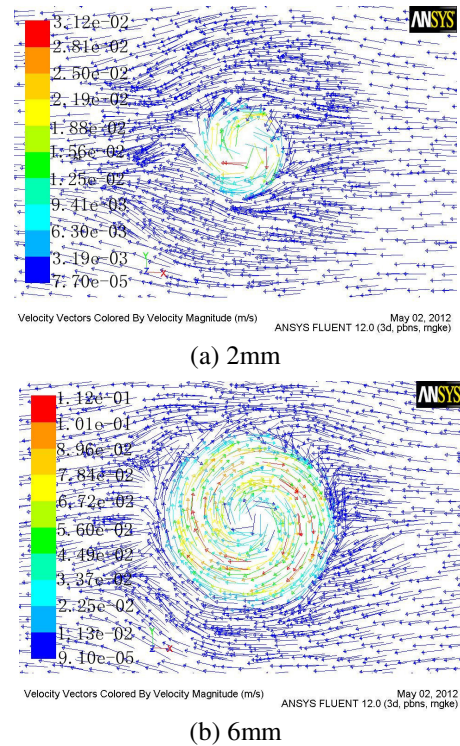 3.12e-02
ANSYS
2.81e-02
2.50e-02
2.19e-02
1.88e-02
1.56e-02
1.25e-02
9.41e-03
6.30e-03
3.19e-03
7.70e-05
Y
Z X
Velocity Vectors Colored By Velocity Magnitude (m/s)
May 02, 2012
ANSYS FLUENT 12.0 (3d, pbns, rngke)
(a) 2mm
1.12e-01
ANSYS
1.01e-01
8.96e-02
7.84e-02
6.72e-02
5.60e-02
4.49e-02
3.37e-02
2.25e-02
1.13e-02
9.10e-05
Y
Z X
Velocity Vectors Colored By Velocity Magnitude (m/s)
May 02, 2012
ANSYS FLUENT 12.0 (3d, pbns, rngke)
(b) 6mm